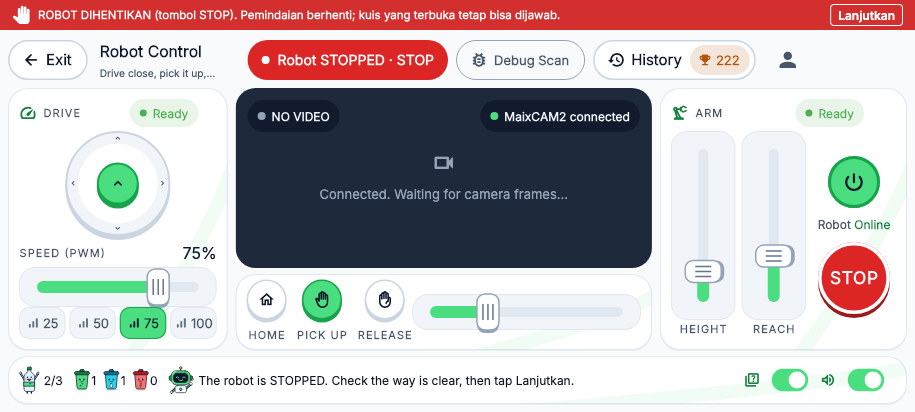 ROBOT DIHENTIKAN (tombol STOP). Pemindaian berhenti; kuis yang terbuka tetap bisa dijawab.
Lanjutkan
Exit
Robot Control
Drive close, pick it up,...
Robot STOPPED · STOP
Debug Scan
History
222
DRIVE
Ready
SPEED (PWM)
75%
25
50
75
100
NO VIDEO
MaixCAM2 connected
Connected. Waiting for camera frames...
HOME
PICK UP
RELEASE
ARM
Ready
HEIGHT
REACH
Robot Online
STOP
2/3
1
1
0
The robot is STOPPED. Check the way is clear, then tap Lanjutkan.